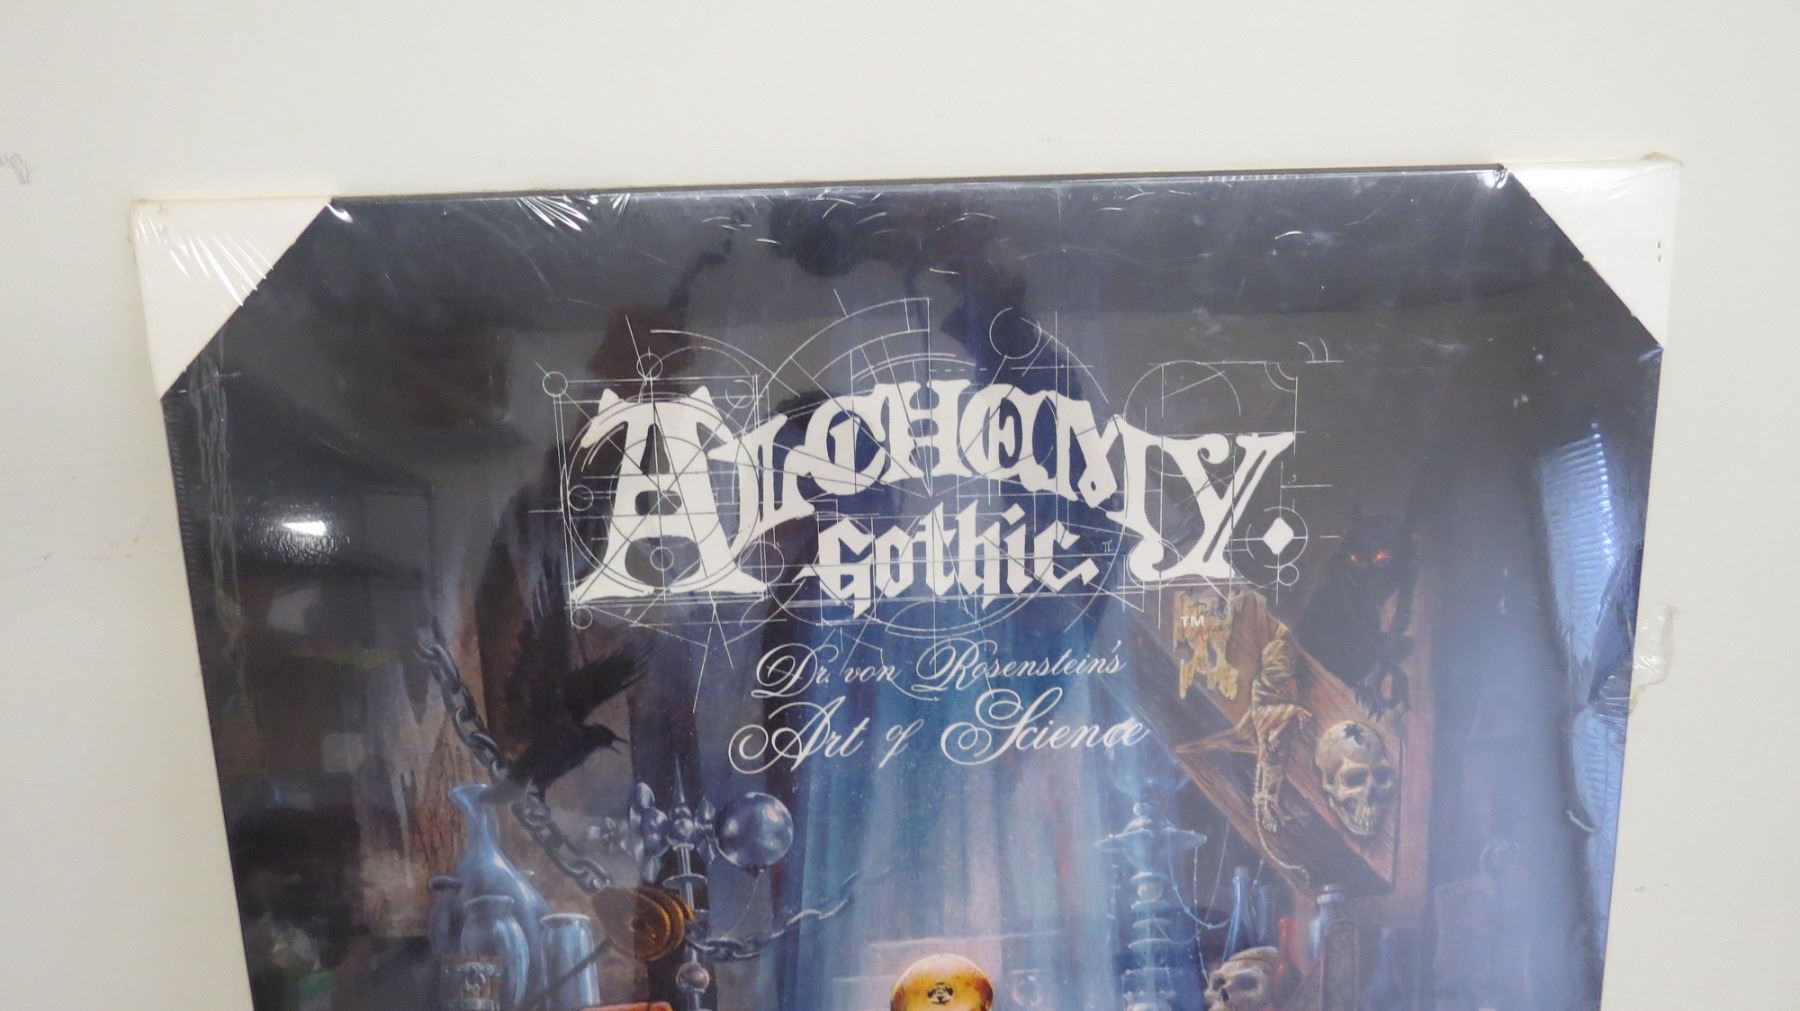 ALCHEMY.
Gothic
TM
Dr. von Rosenstein's
Art of Science